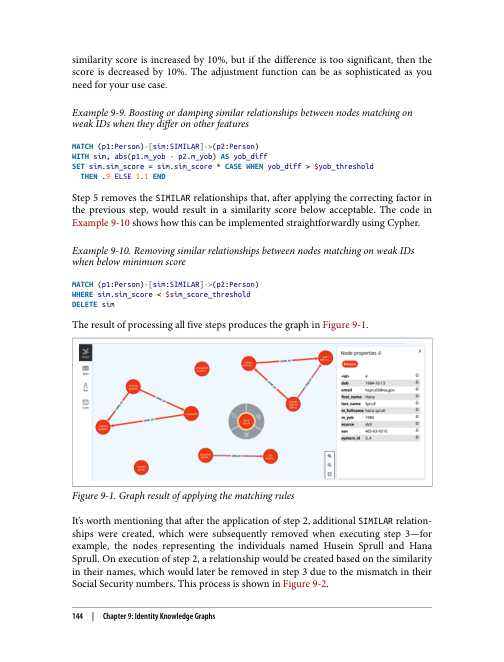 similarity score is increased by 10%, but if the difference is too significant, then the
score is decreased by 10%. The adjustment function can be as sophisticated as you
need for your use case.
Example 9-9. Boosting or damping similar relationships between nodes matching on
weak IDs when they differ on other features
MATCH (p1:Person)-[sim:SIMILAR]->(p2:Person)
WITH sim, abs(p1.m_yob - p2.m_yob) AS yob_diff
SET sim.sim_score = sim.sim_score * CASE WHEN yob_diff > $yob_threshold
THEN .9 ELSE 1.1 END
Step 5 removes the SIMILAR relationships that, after applying the correcting factor in
the previous step, would result in a similarity score below acceptable. The code in
Example 9-10 shows how this can be implemented straightforwardly using Cypher.
Example 9-10. Removing similar relationships between nodes matching on weak IDs
when below minimum score
MATCH (p1:Person)-[sim:SIMILAR]->(p2:Person)
WHERE sim.sim_score < $sim_score_threshold
DELETE sim
The result of processing all five steps produces the graph in Figure 9-1.
Node properties
Person
<id> 4
dob 1984-10-13
email
first_name Hana
last_name Sprull
m_fullname hana sprull
m_yob 1984
source
ssn 465-63-9210
system_id
Figure 9-1. Graph result of applying the matching rules
It's worth mentioning that after the application of step 2, additional SIMILAR relation-
ships were created, which were subsequently removed when executing step 3—for
example, the nodes representing the individuals named Husein Sprull and Hana
Sprull. On execution of step 2, a relationship would be created based on the similarity
in their names, which would later be removed in step 3 due to the mismatch in their
Social Security numbers. This process is shown in Figure 9-2.
144 | Chapter 9: Identity Knowledge Graphs